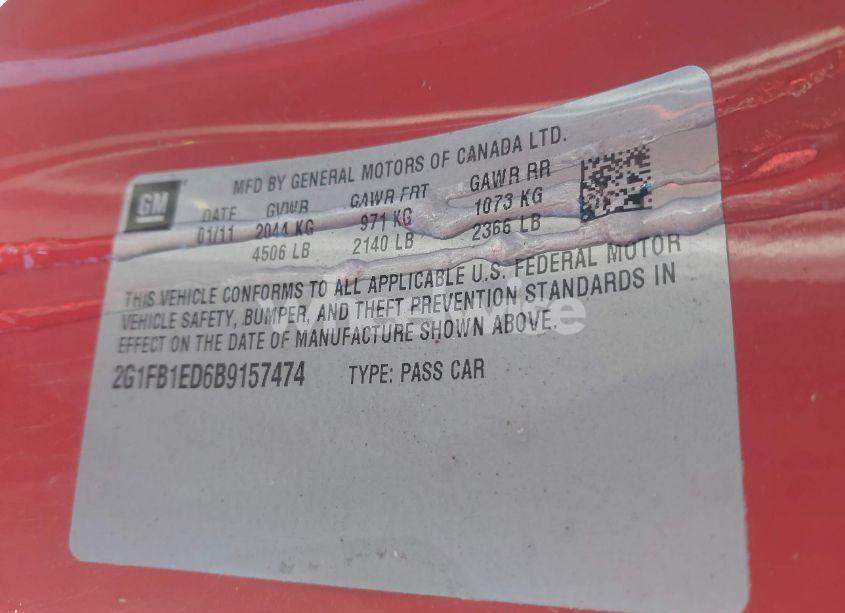 MFD BY GENERAL MOTORS OF CANADA LTD.
GM
DATE GVWR GAWR FRT GAWR RR
01/11 2044 KG 971 KG 1073 KG
4506 LB 2140 LB 2366 LB
THIS VEHICLE CONFORMS TO ALL APPLICABLE U.S. FEDERAL MOTOR
VEHICLE SAFETY, BUMPER, AND THEFT PREVENTION STANDARDS IN
EFFECT ON THE DATE OF MANUFACTURE SHOWN ABOVE.
2G1FB1ED6B9157474 TYPE: PASS CAR